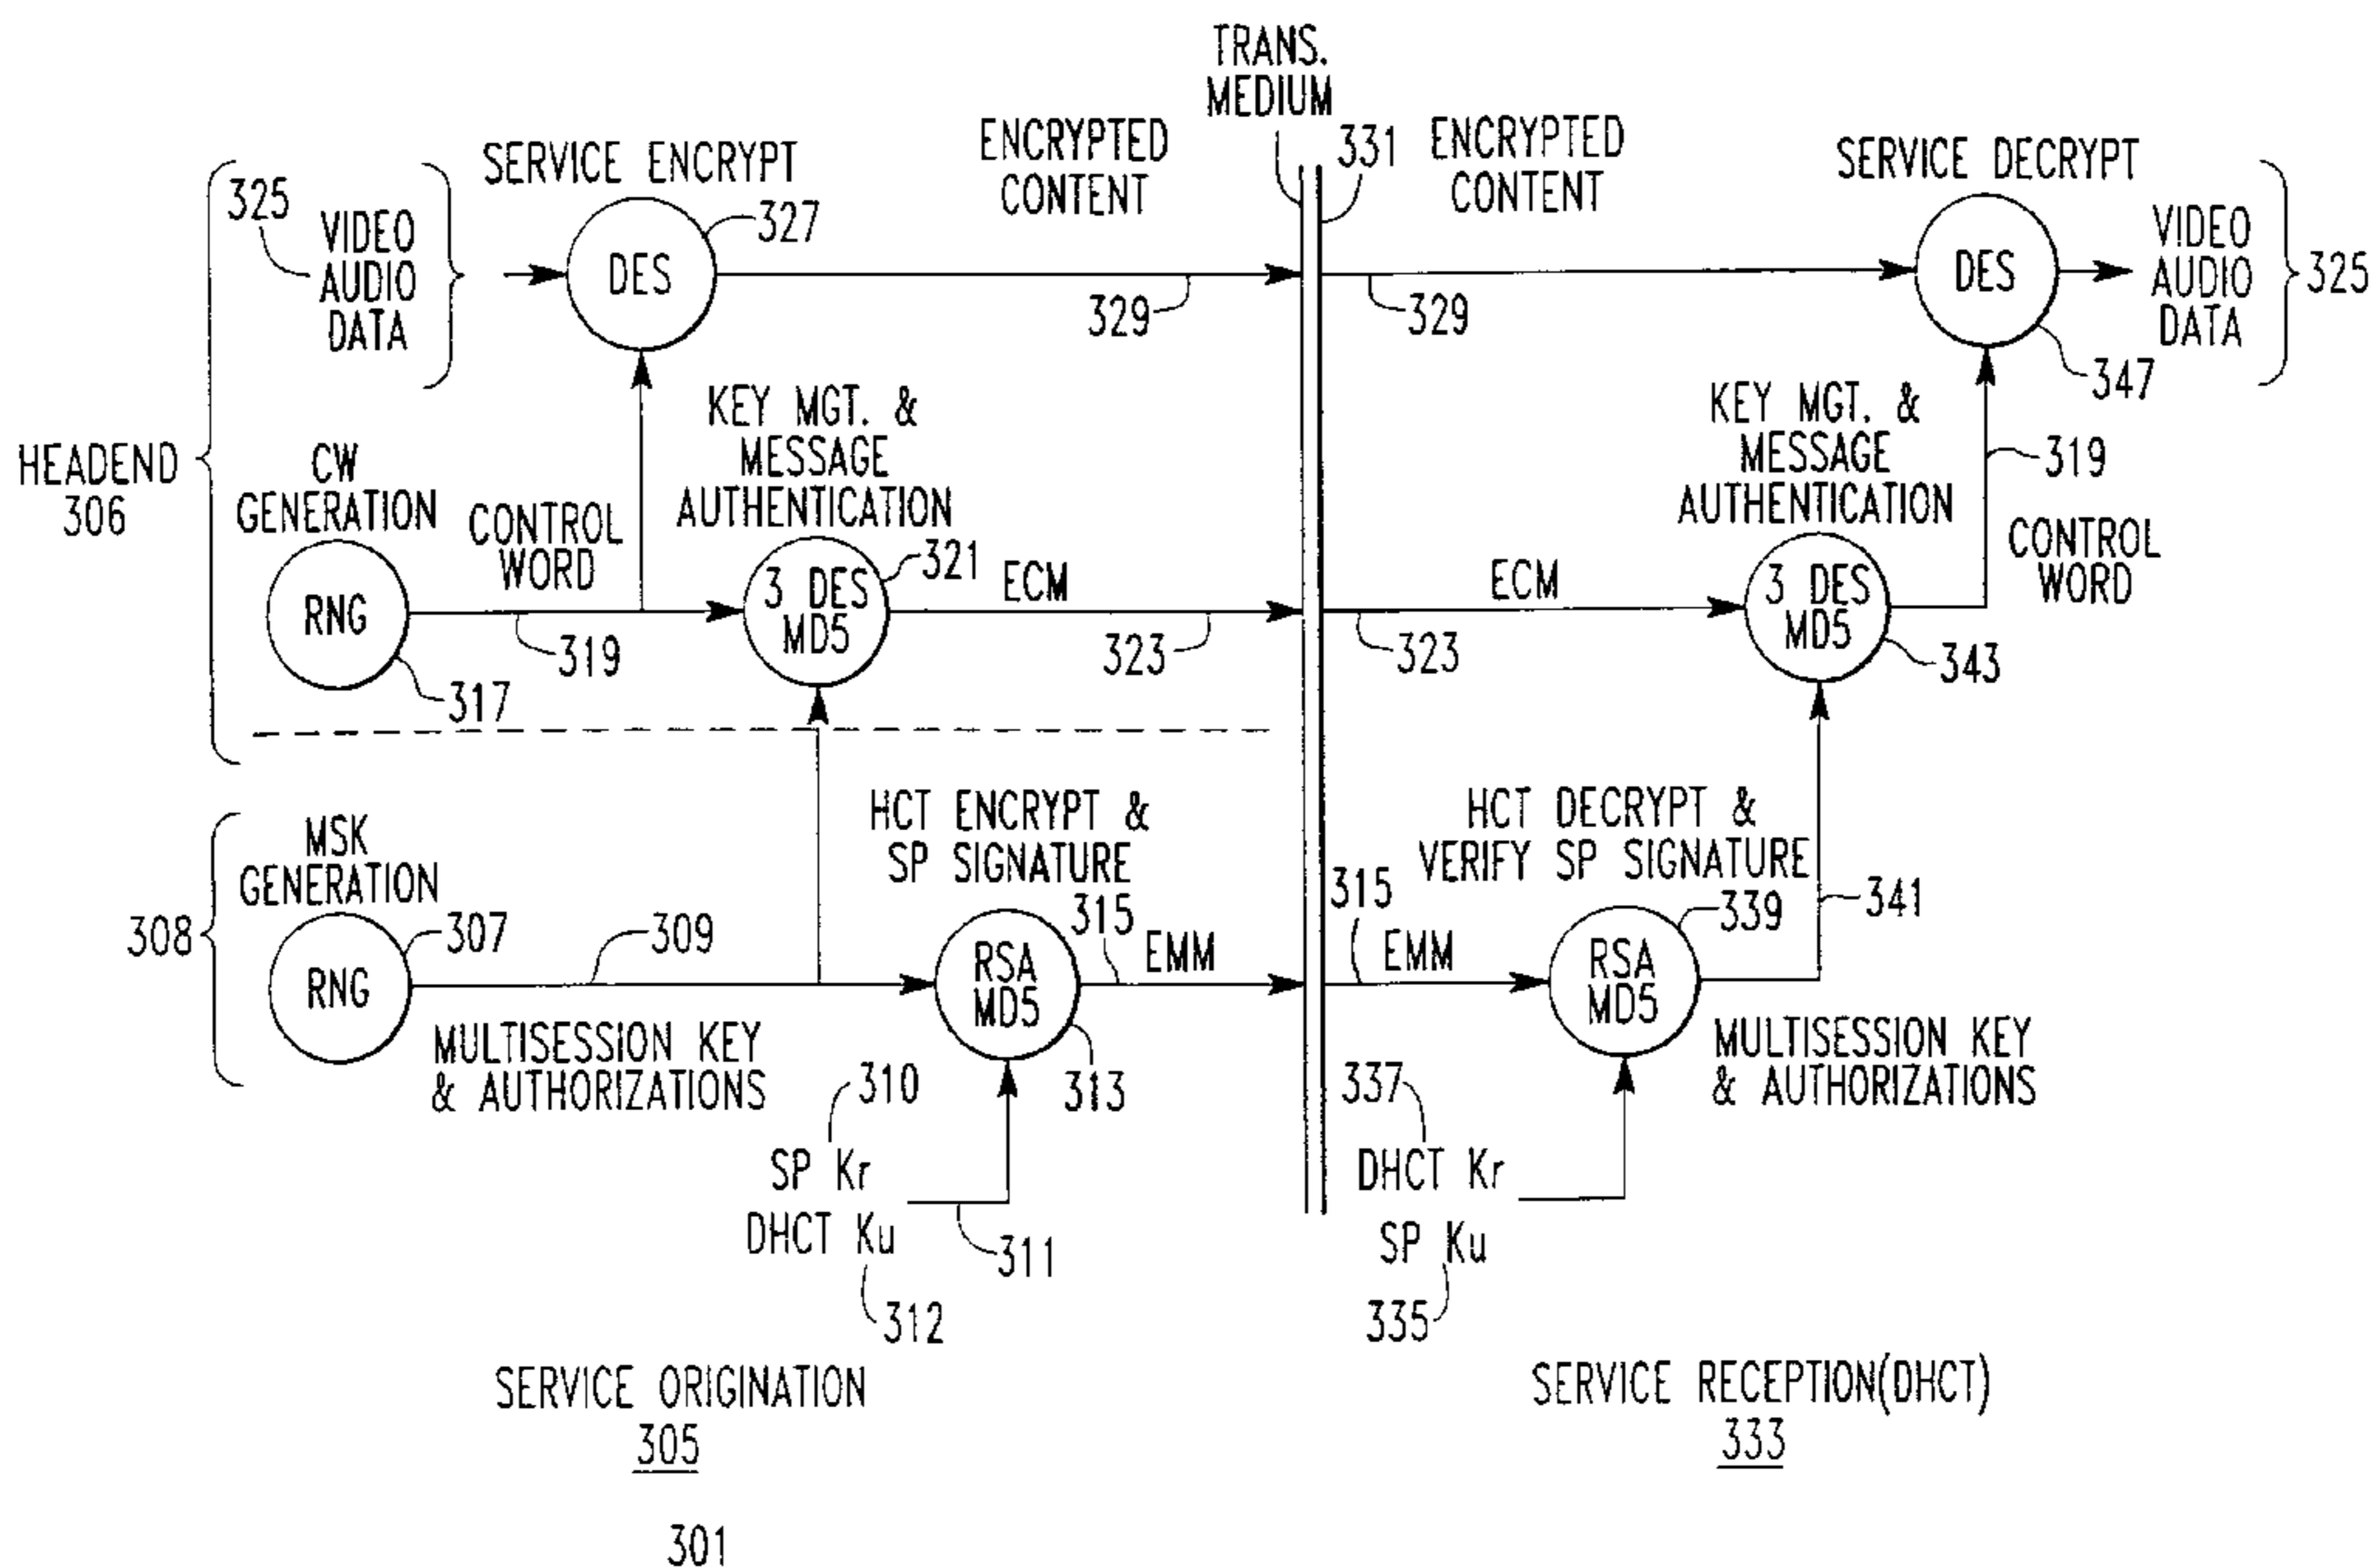 TRANS.
MEDIUM
SERVICE ENCRYPT
ENCRYPTED
CONTENT
331
ENCRYPTED
CONTENT
SERVICE DECRYPT
325
VIDEO
AUDIO
DATA
327
DES
329
329
DES
VIDEO
AUDIO
DATA
325
347
HEADEND
306
CW
GENERATION
CONTROL
WORD
KEY MGT. &
MESSAGE
AUTHENTICATION
KEY MGT. &
MESSAGE
AUTHENTICATION
319
CONTROL
WORD
RNG
317
319
3 DES
MD5
321
ECM
323
ECM
323
3 DES
MD5
343
308
MSK
GENERATION
RNG
307
309
MULTISESSION KEY
& AUTHORIZATIONS
HCT ENCRYPT &
SP SIGNATURE
RSA
MD5
313
315
EMM
315
EMM
HCT DECRYPT &
VERIFY SP SIGNATURE
339
341
RSA
MD5
MULTISESSION KEY
& AUTHORIZATIONS
310
SP Kr
DHCT Ku
311
312
337
DHCT Kr
SP Ku
335
SERVICE ORIGINATION
305
SERVICE RECEPTION(DHCT)
333
301